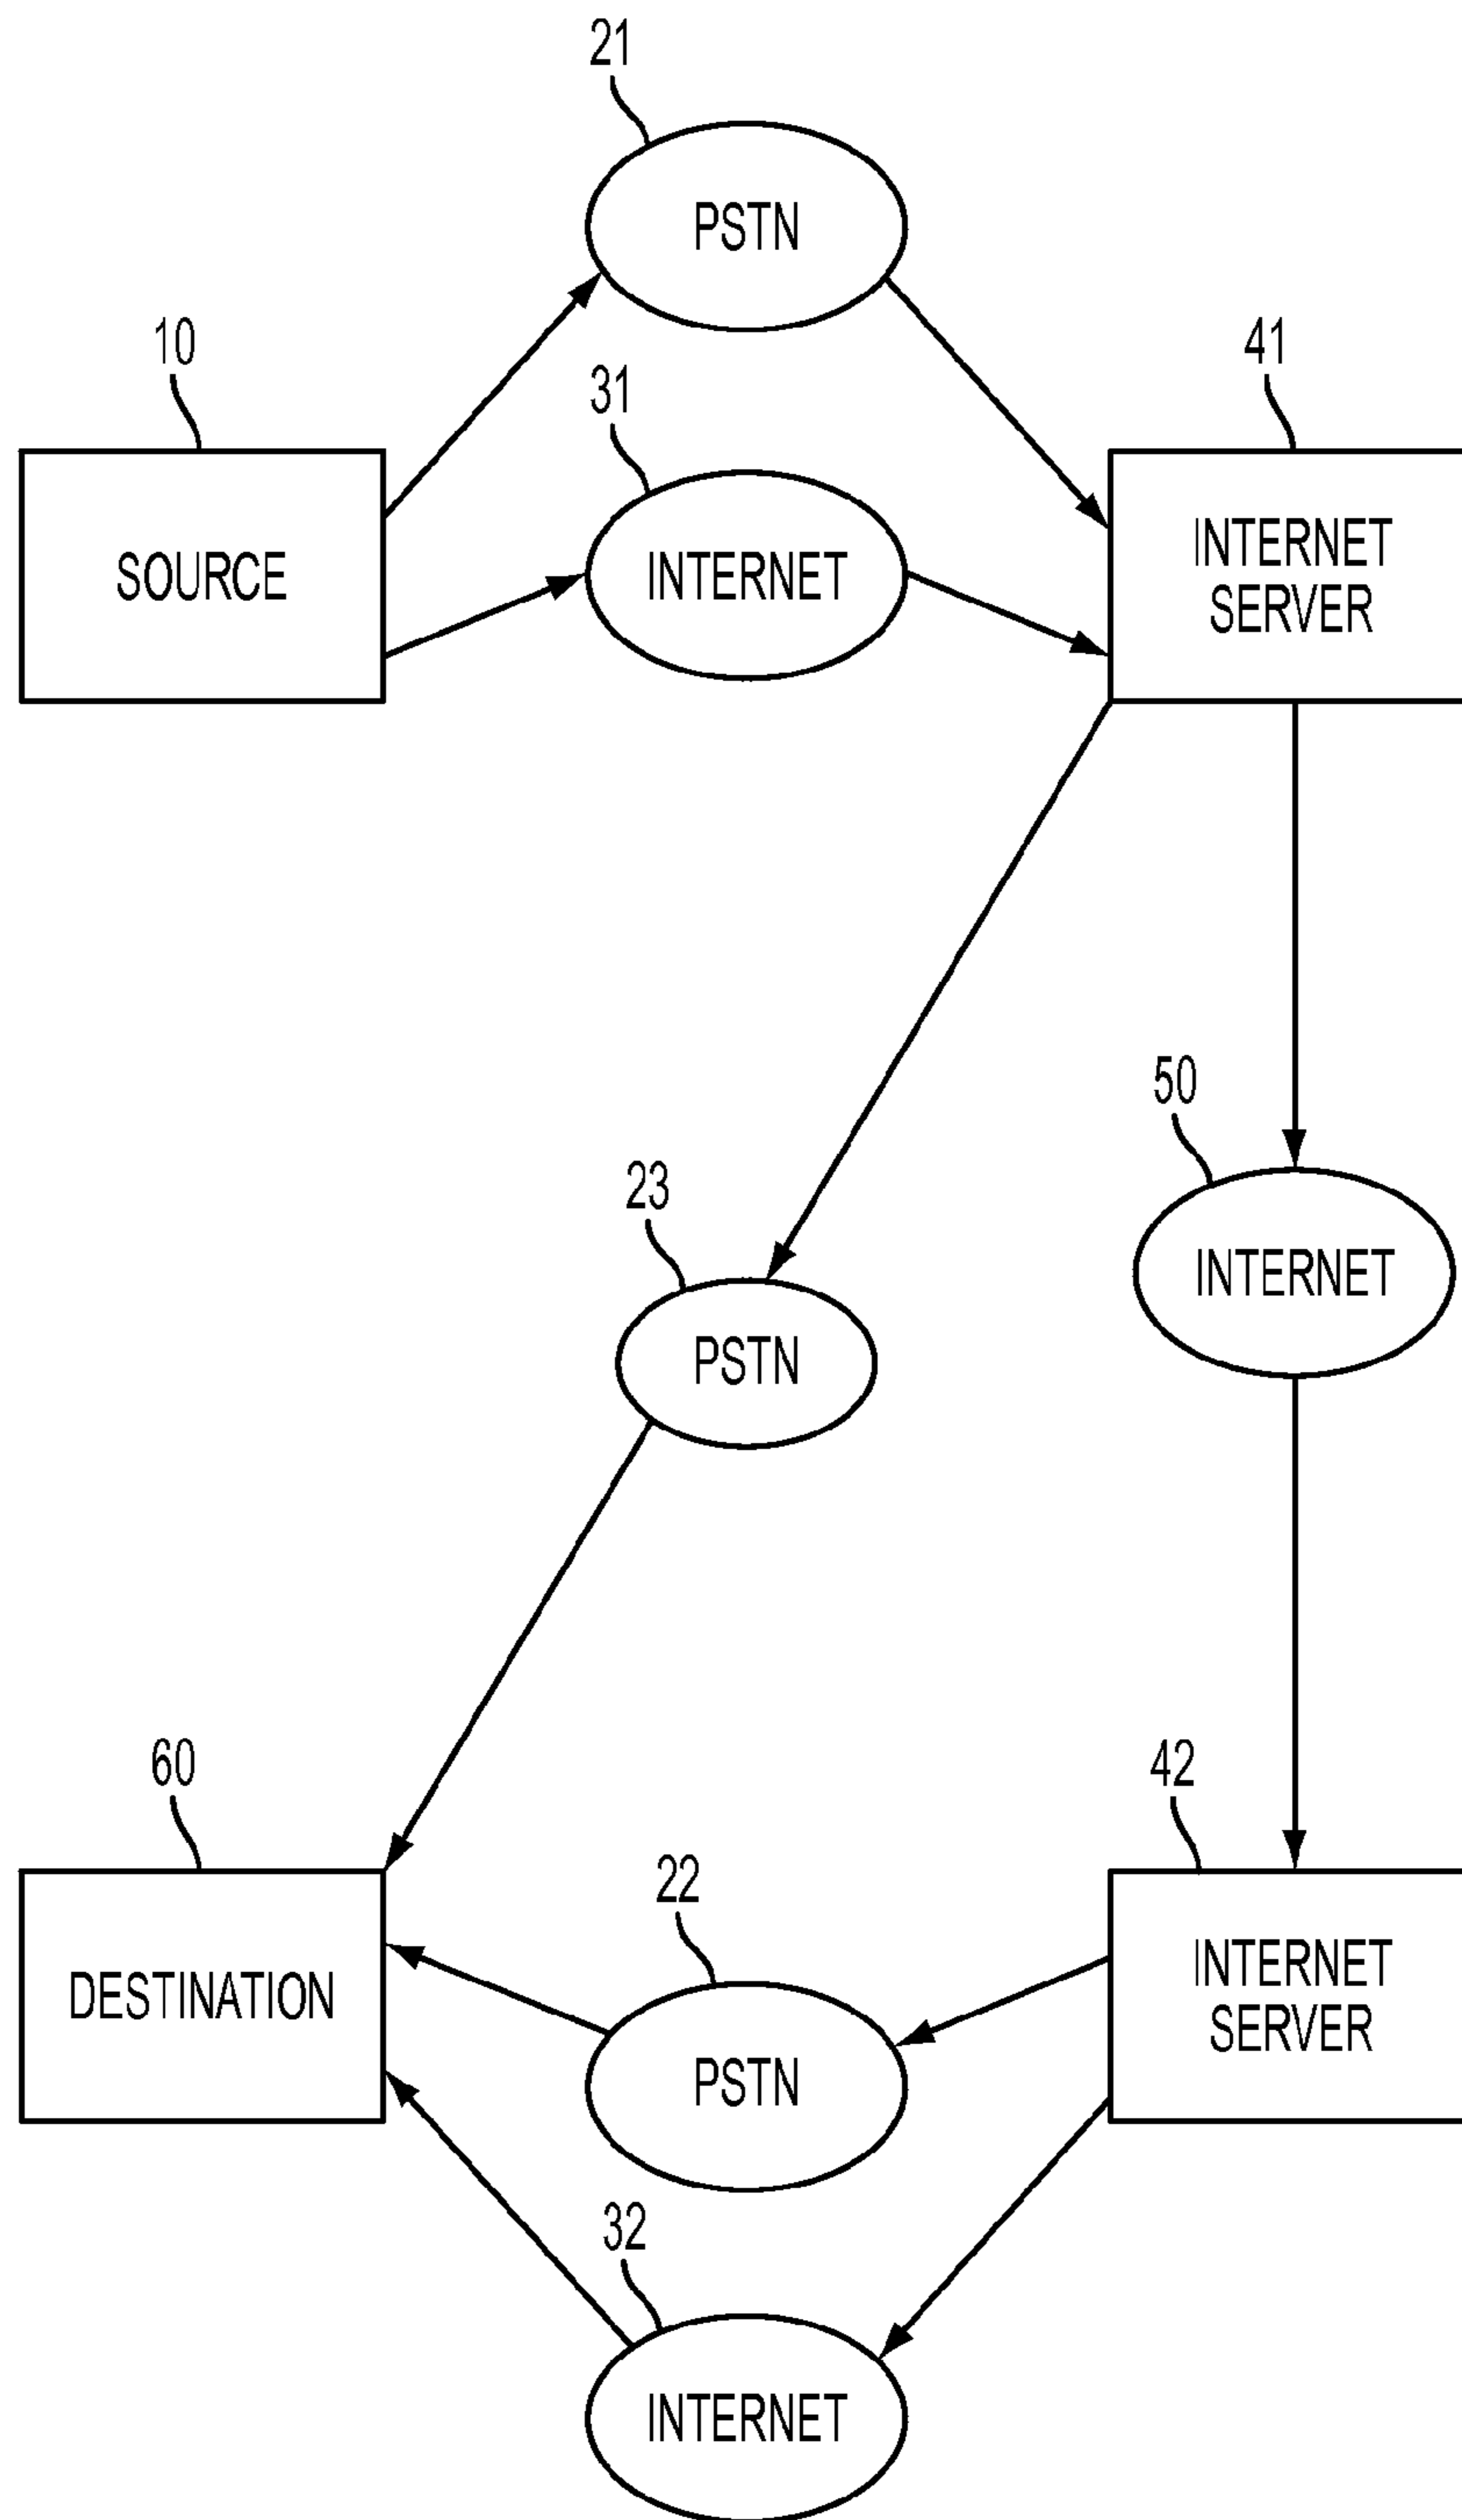 21
PSTN
10
31
41
SOURCE
INTERNET
INTERNET
SERVER
50
23
INTERNET
PSTN
60
42
22
DESTINATION
INTERNET
SERVER
PSTN
32
INTERNET